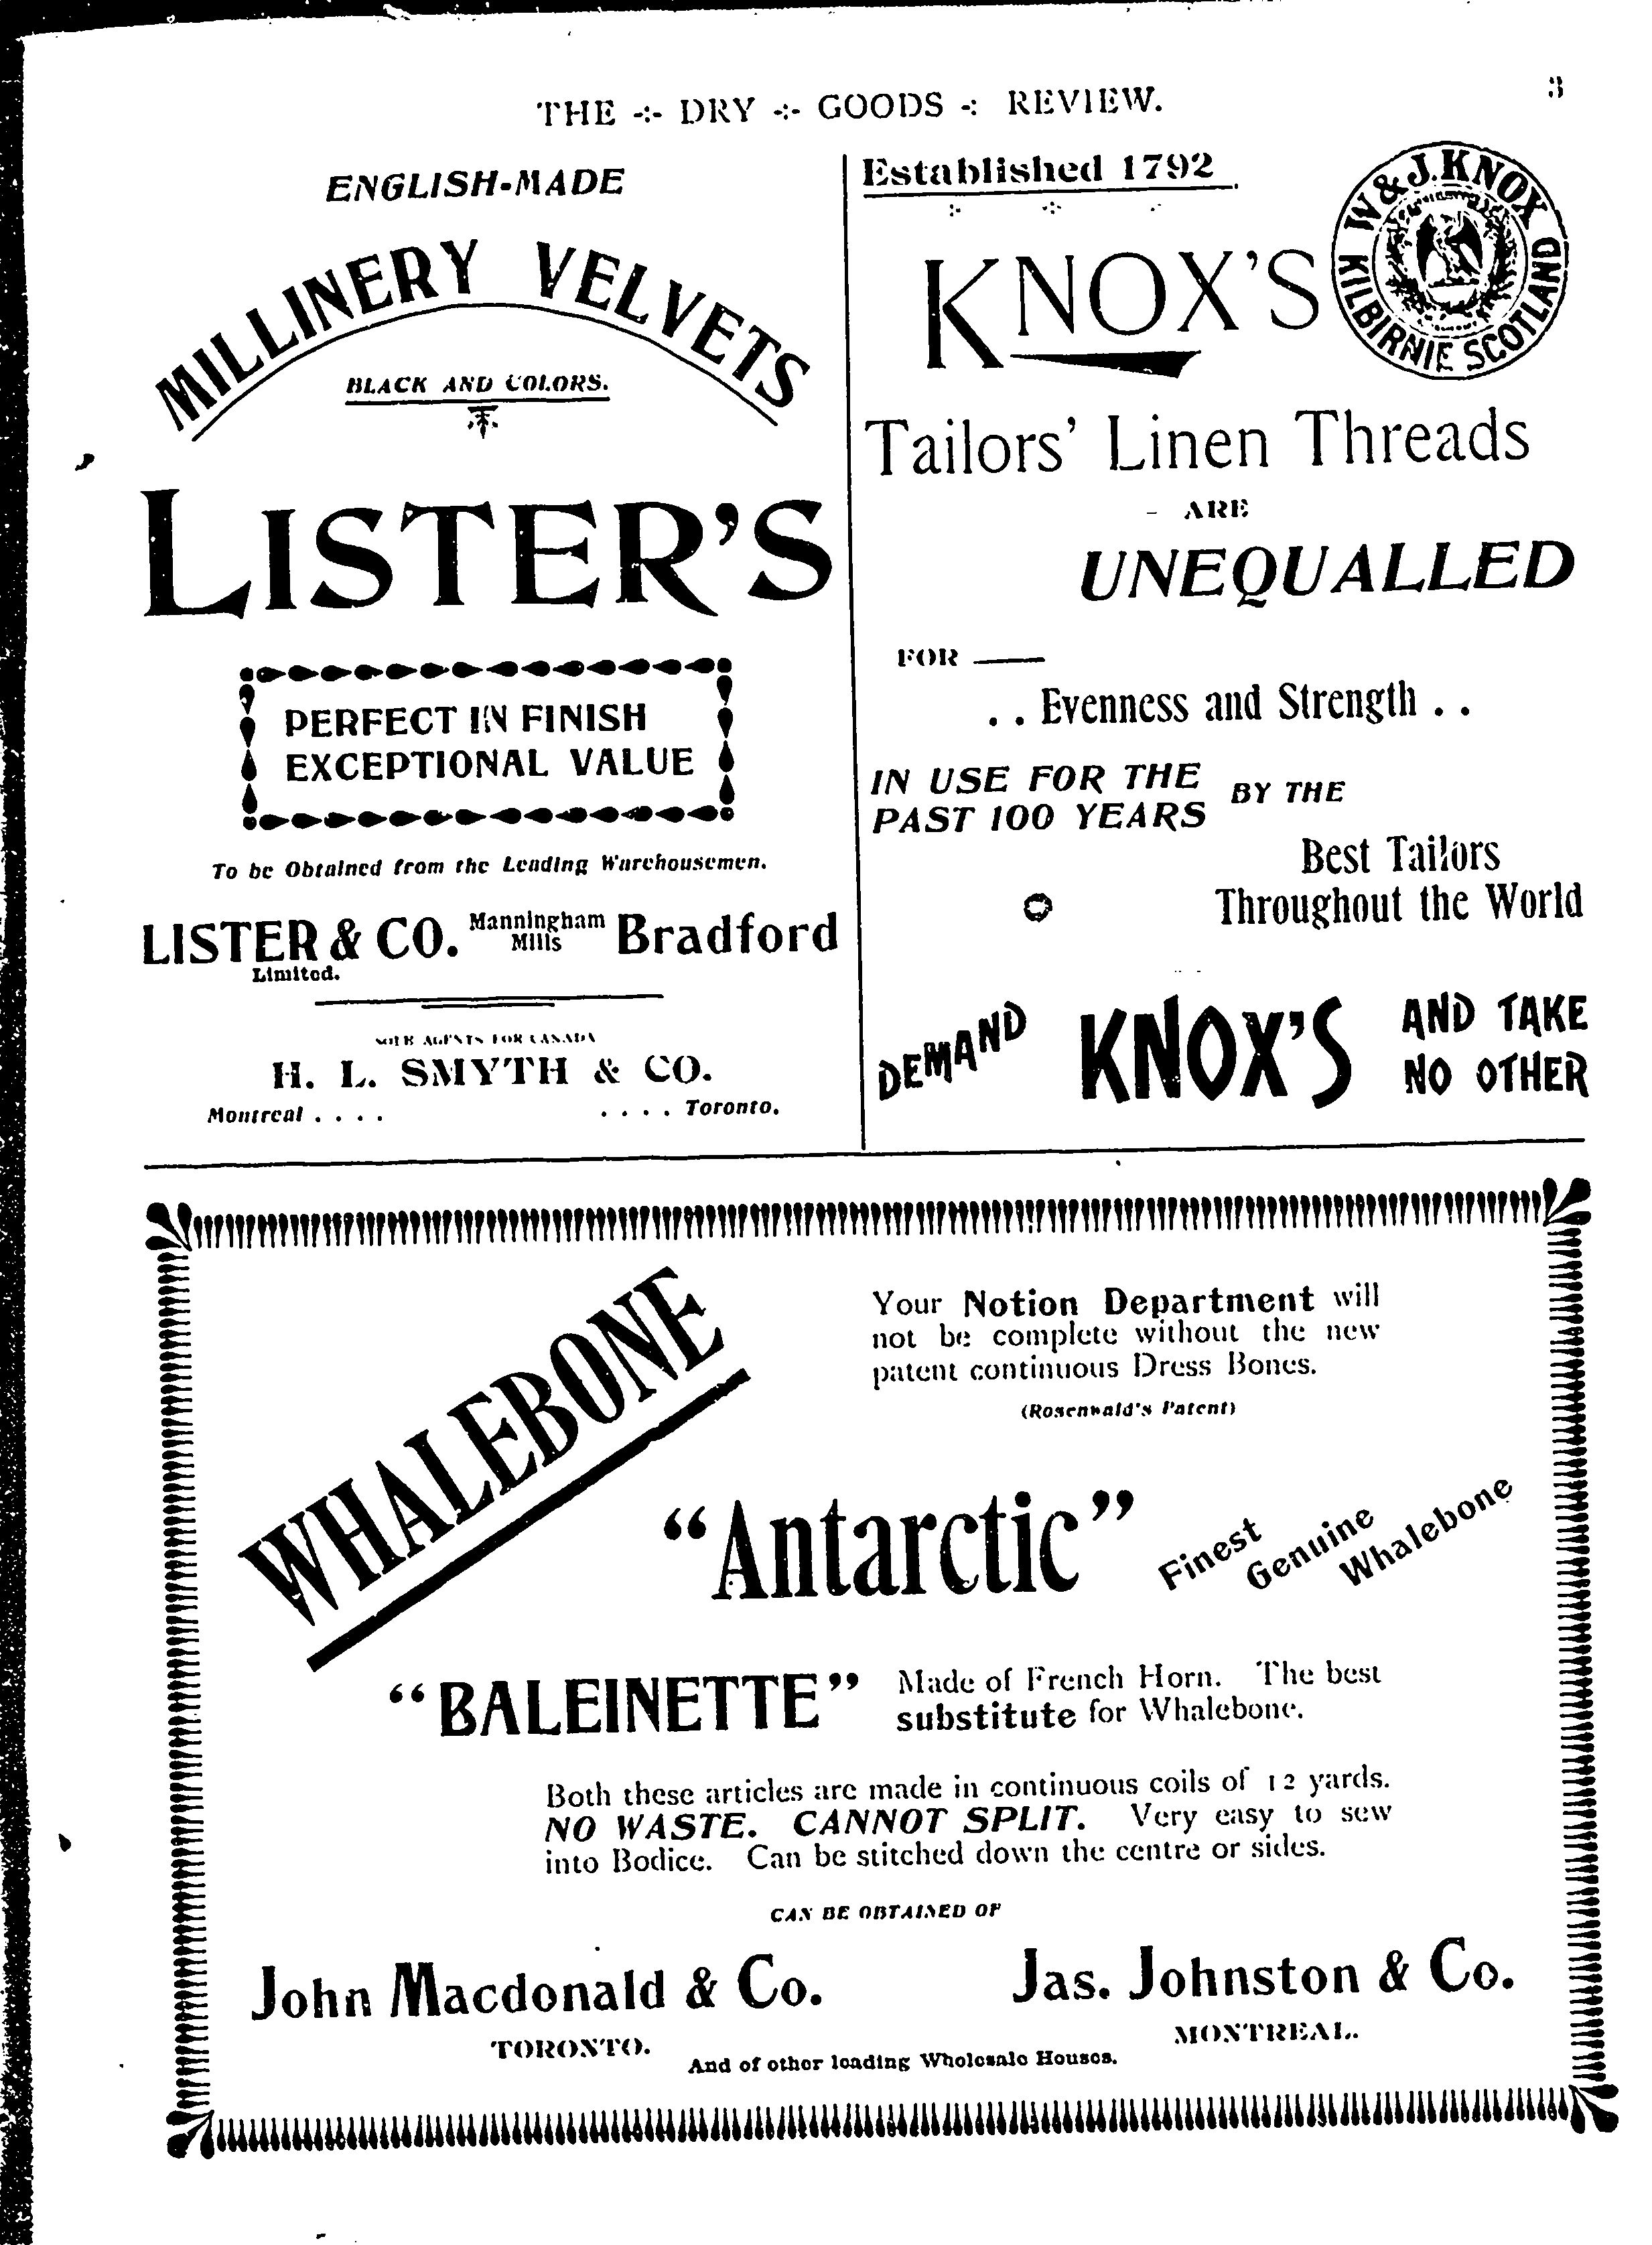 THE DRY GOODS REVIEW.
3
ENGLISH-MADE
MILLINERY VELVETS
BLACK AND COLORS.
LISTER'S
PERFECT IN FINISH
EXCEPTIONAL VALUE
To be Obtained from the Leading Warehousemen.
LISTER & CO. Manningham Mills Bradford
Limited.
SOLE AGENTS FOR CANADA
H. L. SMYTH & CO.
Montreal . . . . . . . . Toronto.
Established 1792
W & J. KNOX
KILBIRNIE SCOTLAND
KNOX'S
Tailors' Linen Threads
- ARE
UNEQUALLED
FOR —
. . Evenness and Strength . .
IN USE FOR THE
PAST 100 YEARS BY THE
Best Tailors
Throughout the World
DEMAND KNOX'S AND TAKE
NO OTHER
WHALEBONE
Your Notion Department will
not be complete without the new
patent continuous Dress Bones.
(Rosenwald's Patent)
"Antarctic" Finest
Genuine
Whalebone
"BALEINETTE" Made of French Horn. The best
substitute for Whalebone.
Both these articles are made in continuous coils of 12 yards.
NO WASTE. CANNOT SPLIT. Very easy to sew
into Bodice. Can be stitched down the centre or sides.
CAN BE OBTAINED OF
John Macdonald & Co. Jas. Johnston & Co.
TORONTO. MONTREAL.
And of other leading Wholesale Houses.